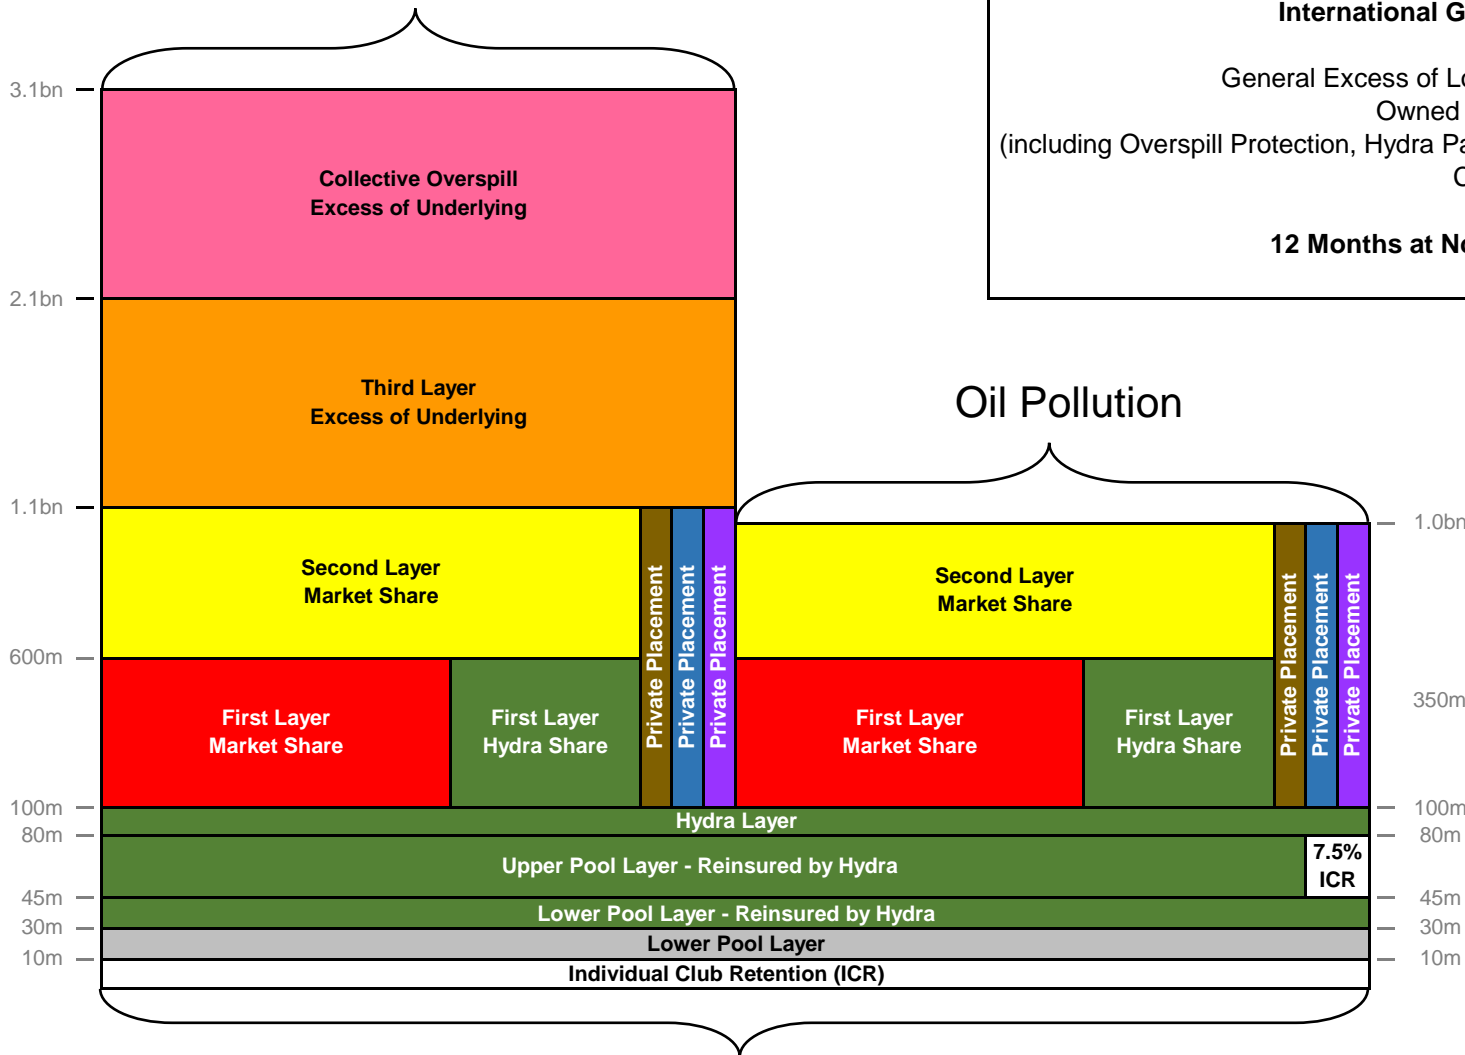 International G
General Excess of Lo
Owned
(including Overspill Protection, Hydra Pa
C
12 Months at No
3.1bn
Collective Overspill
Excess of Underlying
2.1bn
Third Layer
Excess of Underlying
Oil Pollution
1.1bn
1.0bn
Second Layer
Market Share
Private Placement
Private Placement
Private Placement
Second Layer
Market Share
Private Placement
Private Placement
Private Placement
600m
350m
First Layer
Market Share
First Layer
Hydra Share
First Layer
Market Share
First Layer
Hydra Share
100m
100m
Hydra Layer
80m
80m
Upper Pool Layer - Reinsured by Hydra
7.5%
ICR
45m
45m
Lower Pool Layer - Reinsured by Hydra
30m
30m
Lower Pool Layer
10m
10m
Individual Club Retention (ICR)